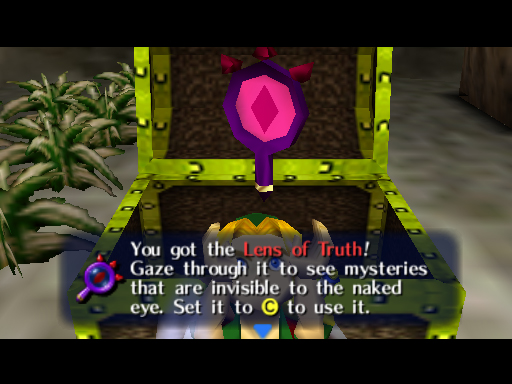 You got the Lens of Truth!
Gaze through it to see mysteries
that are invisible to the naked
eye. Set it to C to use it.